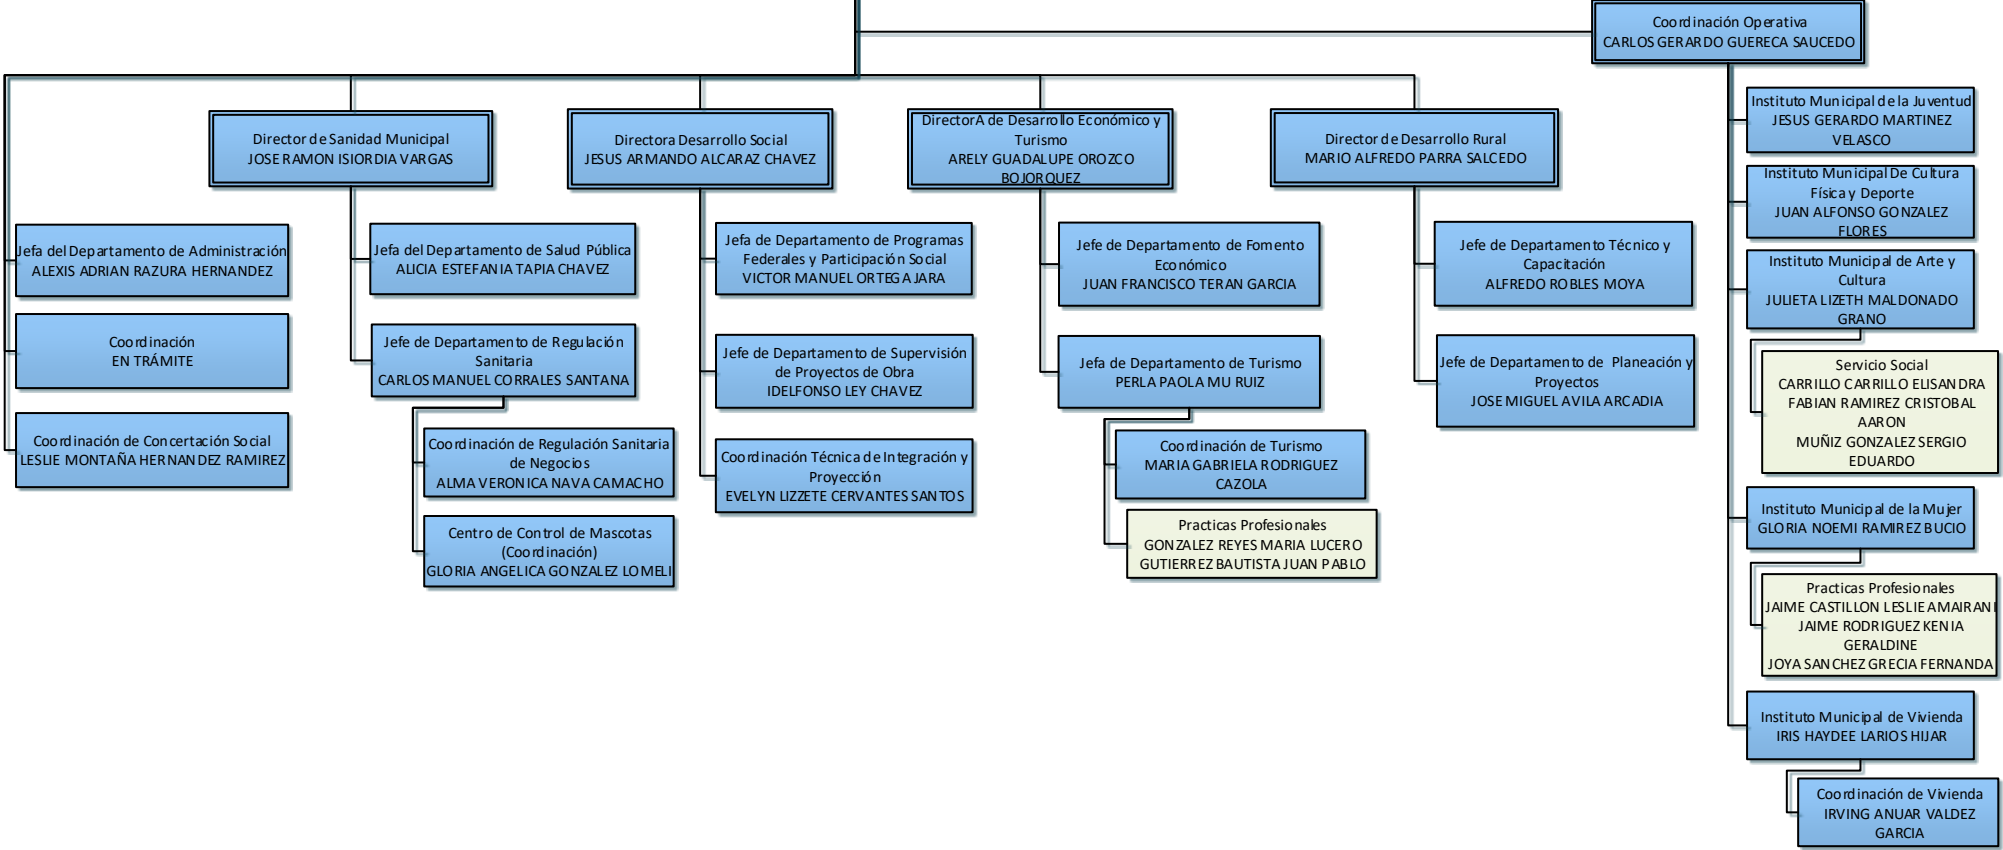 Coordinación Operativa
CARLOS GERARDO GUERECA SAUCEDO
Director de Sanidad Municipal
JOSE RAMON ISIORDIA VARGAS
Directora Desarrollo Social
JESUS ARMANDO ALCARAZ CHAVEZ
DirectorA de Desarrollo Económico y
Turismo
ARELY GUADALUPE OROZCO
BOJORQUEZ
Director de Desarrollo Rural
MARIO ALFREDO PARRA SALCEDO
Jefa del Departamento de Administración
ALEXIS ADRIAN RAZURA HERNANDEZ
Coordinación
EN TRÁMITE
Coordinación de Concertación Social
LESLIE MONTAÑA HERNANDEZ RAMIREZ
Jefa del Departamento de Salud Pública
ALICIA ESTEFANIA TAPIA CHAVEZ
Jefe de Departamento de Regulación
Sanitaria
CARLOS MANUEL CORRALES SANTANA
Coordinación de Regulación Sanitaria
de Negocios
ALMA VERONICA NAVA CAMACHO
Centro de Control de Mascotas
(Coordinación)
GLORIA ANGELICA GONZALEZ LOMELI
Jefa de Departamento de Programas
Federales y Participación Social
VICTOR MANUEL ORTEGA JARA
Jefe de Departamento de Supervisión
de Proyectos de Obra
IDELFONSO LEY CHAVEZ
Coordinación Técnica de Integración y
Proyección
EVELYN LIZZETE CERVANTES SANTOS
Jefe de Departamento de Fomento
Económico
JUAN FRANCISCO TERAN GARCIA
Jefa de Departamento de Turismo
PERLA PAOLA MU RUIZ
Coordinación de Turismo
MARIA GABRIELA RODRIGUEZ
CAZOLA
Practicas Profesionales
GONZALEZ REYES MARIA LUCERO
GUTIERREZ BAUTISTA JUAN PABLO
Jefe de Departamento Técnico y
Capacitación
ALFREDO ROBLES MOYA
Jefe de Departamento de Planeación y
Proyectos
JOSE MIGUEL AVILA ARCADIA
Instituto Municipal de la Juventud
JESUS GERARDO MARTINEZ
VELASCO
Instituto Municipal De Cultura
Física y Deporte
JUAN ALFONSO GONZALEZ
FLORES
Instituto Municipal de Arte y
Cultura
JULIETA LIZETH MALDONADO
GRANO
Servicio Social
CARRILLO CARRILLO ELISANDRA
FABIAN RAMIREZ CRISTOBAL
AARON
MUÑIZ GONZALEZ SERGIO
EDUARDO
Instituto Municipal de la Mujer
GLORIA NOEMI RAMIREZ BUCIO
Practicas Profesionales
JAIME CASTILLON LESLIE AMAIRANI
JAIME RODRIGUEZ KENIA
GERALDINE
JOYA SANCHEZ GRECIA FERNANDA
Instituto Municipal de Vivienda
IRIS HAYDEE LARIOS HIJAR
Coordinación de Vivienda
IRVING ANUAR VALDEZ
GARCIA